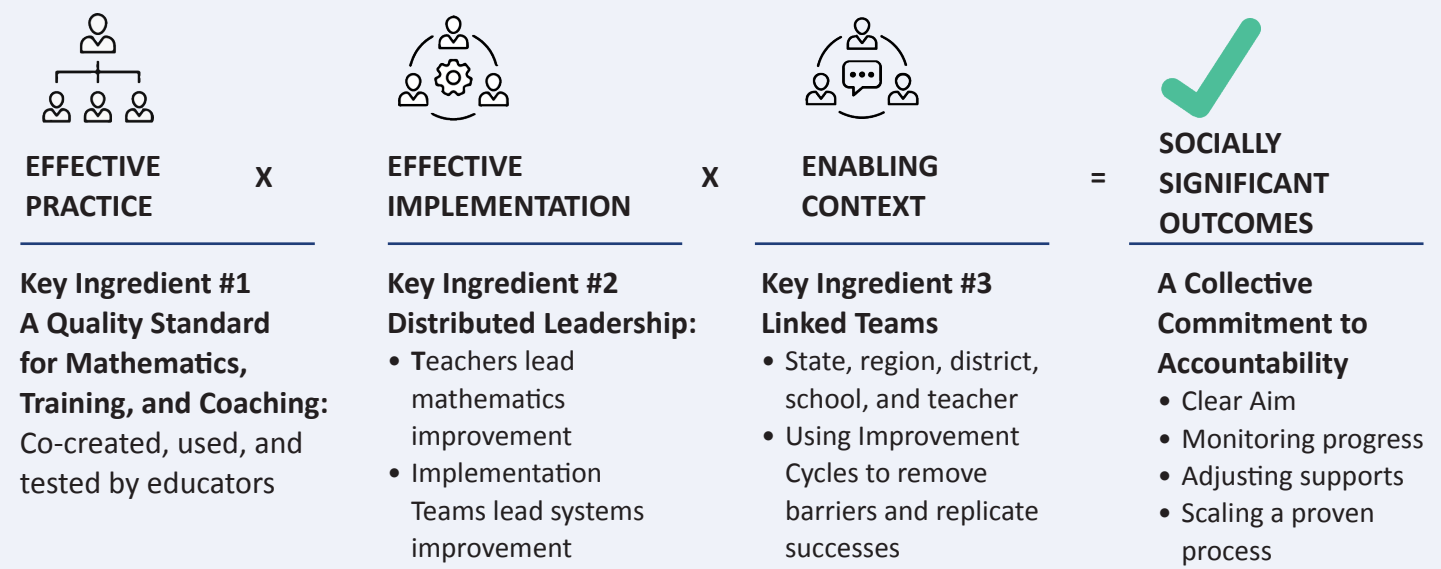 EFFECTIVE
PRACTICE
X
EFFECTIVE
IMPLEMENTATION
X
ENABLING
CONTEXT
=
SOCIALLY
SIGNIFICANT
OUTCOMES
Key Ingredient #1
A Quality Standard
for Mathematics,
Training, and Coaching:
Co-created, used, and
tested by educators
Key Ingredient #2
Distributed Leadership:
• Teachers lead
mathematics
improvement
• Implementation
Teams lead systems
improvement
Key Ingredient #3
Linked Teams
• State, region, district,
school, and teacher
• Using Improvement
Cycles to remove
barriers and replicate
successes
A Collective
Commitment to
Accountability
• Clear Aim
• Monitoring progress
• Adjusting supports
• Scaling a proven
process